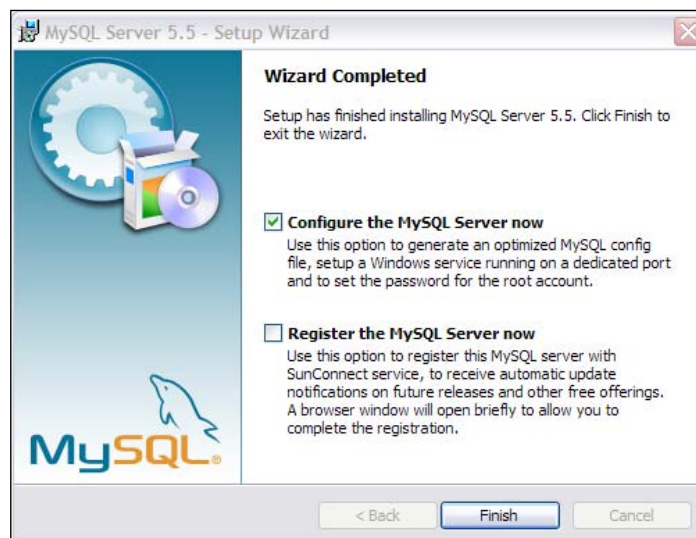 MySQL Server 5.5 - Setup Wizard
Wizard Completed
Setup has finished installing MySQL Server 5.5. Click Finish to
exit the wizard.
Configure the MySQL Server now
Use this option to generate an optimized MySQL config
file, setup a Windows service running on a dedicated port
and to set the password for the root account.
Register the MySQL Server now
Use this option to register this MySQL server with
SunConnect service, to receive automatic update
notifications on future releases and other free offerings.
A browser window will open briefly to allow you to
complete the registration.
MySQL®
< Back
Finish
Cancel